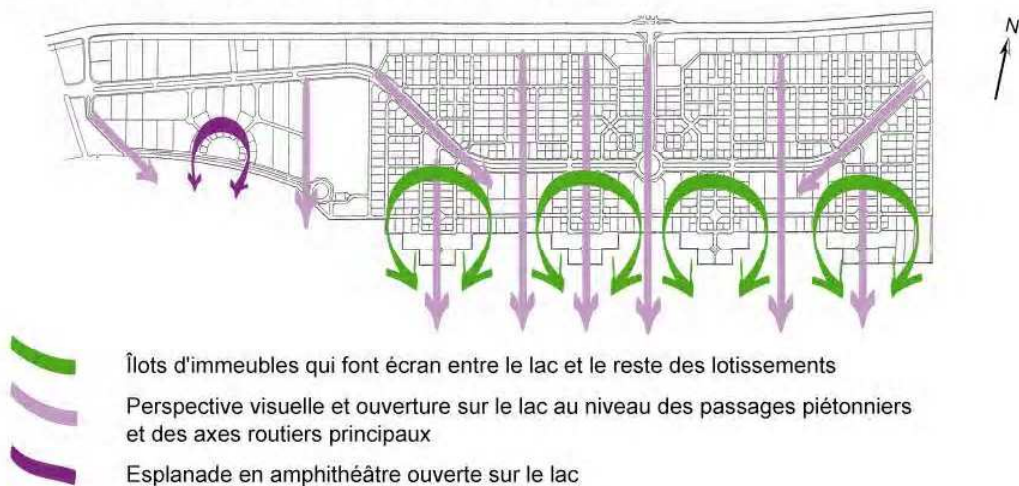 N
Îlots d'immeubles qui font écran entre le lac et le reste des lotissements
Perspective visuelle et ouverture sur le lac au niveau des passages piétonniers
et des axes routiers principaux
Esplanade en amphithéâtre ouverte sur le lac